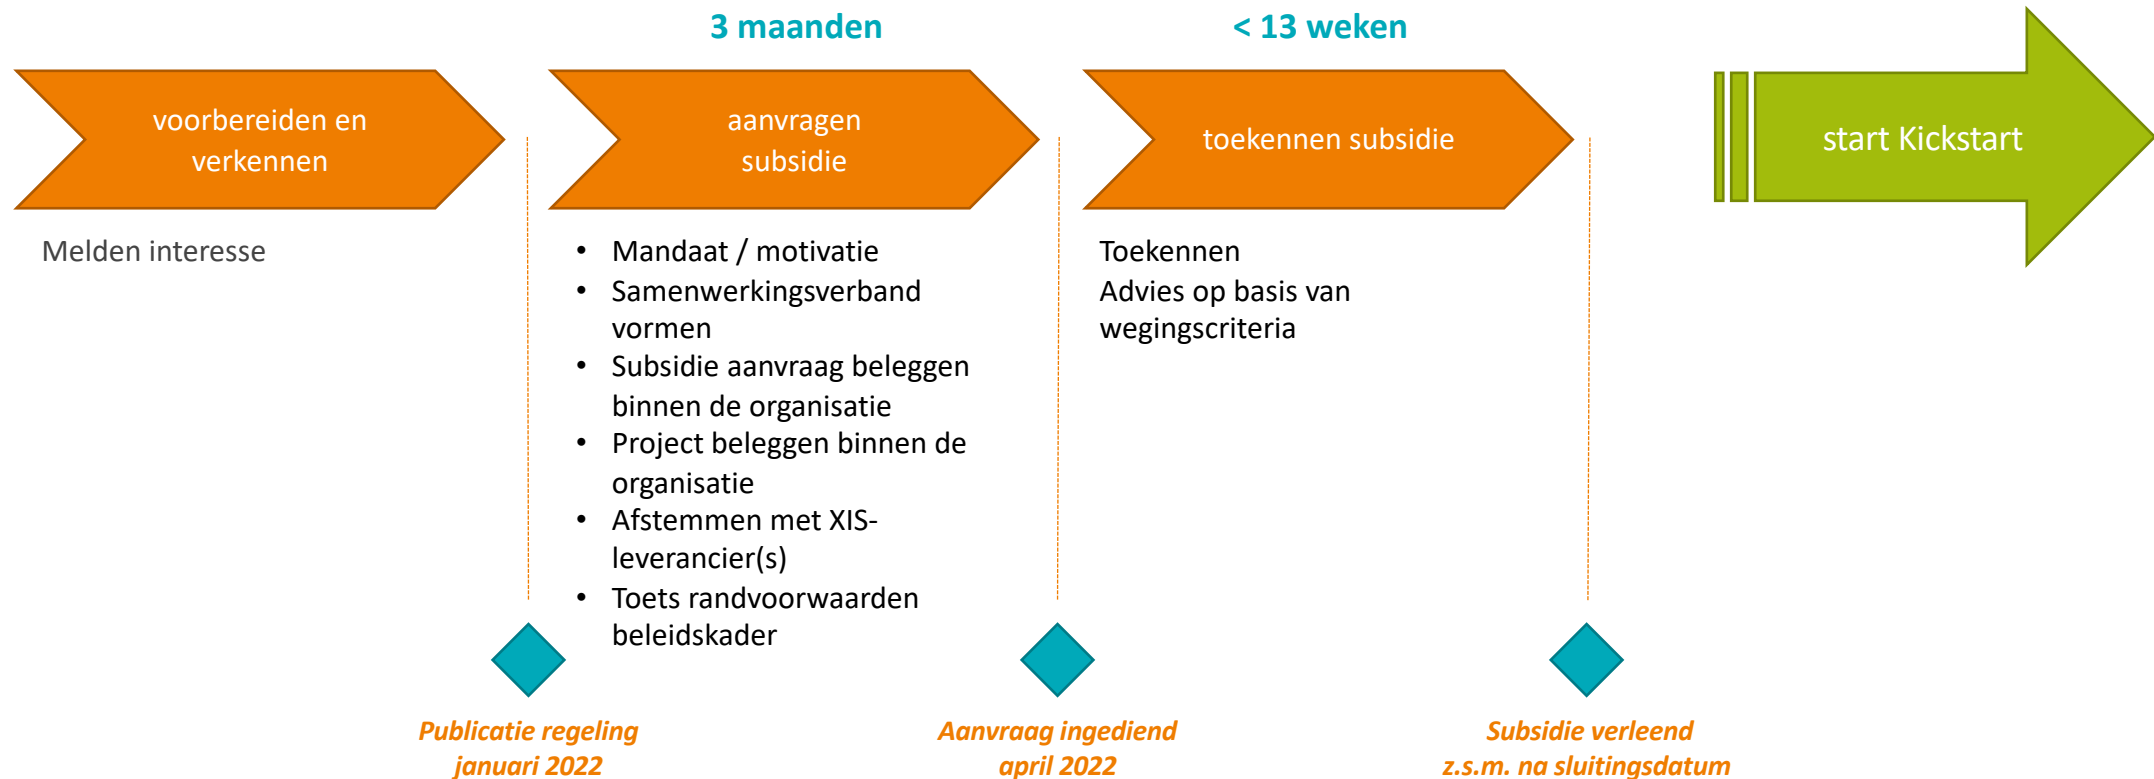 3 maanden
< 13 weken
voorbereiden en
verkennen
aanvragen
subsidie
toekennen subsidie
start Kickstart
Melden interesse
• Mandaat / motivatie
• Samenwerkingsverband
vormen
• Subsidie aanvraag beleggen
binnen de organisatie
• Project beleggen binnen de
organisatie
• Afstemmen met XIS-
leverancier(s)
• Toets randvoorwaarden
beleidskader
Toekennen
Advies op basis van
wegingscriteria
Publicatie regeling
januari 2022
Aanvraag ingediend
april 2022
Subsidie verleend
z.s.m. na sluitingsdatum